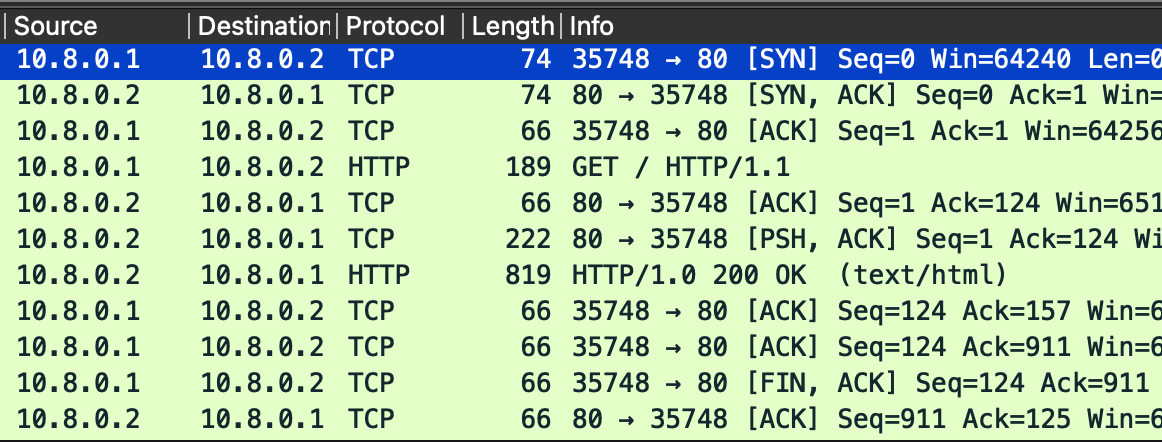 Source Destination Protocol Length Info
10.8.0.1 10.8.0.2 TCP 74 35748 → 80 [SYN] Seq=0 Win=64240 Len=0
10.8.0.2 10.8.0.1 TCP 74 80 → 35748 [SYN, ACK] Seq=0 Ack=1 Win=
10.8.0.1 10.8.0.2 TCP 66 35748 → 80 [ACK] Seq=1 Ack=1 Win=64256
10.8.0.1 10.8.0.2 HTTP 189 GET / HTTP/1.1
10.8.0.2 10.8.0.1 TCP 66 80 → 35748 [ACK] Seq=1 Ack=124 Win=651
10.8.0.2 10.8.0.1 TCP 222 80 → 35748 [PSH, ACK] Seq=1 Ack=124 Wi
10.8.0.2 10.8.0.1 HTTP 819 HTTP/1.0 200 OK (text/html)
10.8.0.1 10.8.0.2 TCP 66 35748 → 80 [ACK] Seq=124 Ack=157 Win=6
10.8.0.1 10.8.0.2 TCP 66 35748 → 80 [ACK] Seq=124 Ack=911 Win=6
10.8.0.1 10.8.0.2 TCP 66 35748 → 80 [FIN, ACK] Seq=124 Ack=911
10.8.0.2 10.8.0.1 TCP 66 80 → 35748 [ACK] Seq=911 Ack=125 Win=6